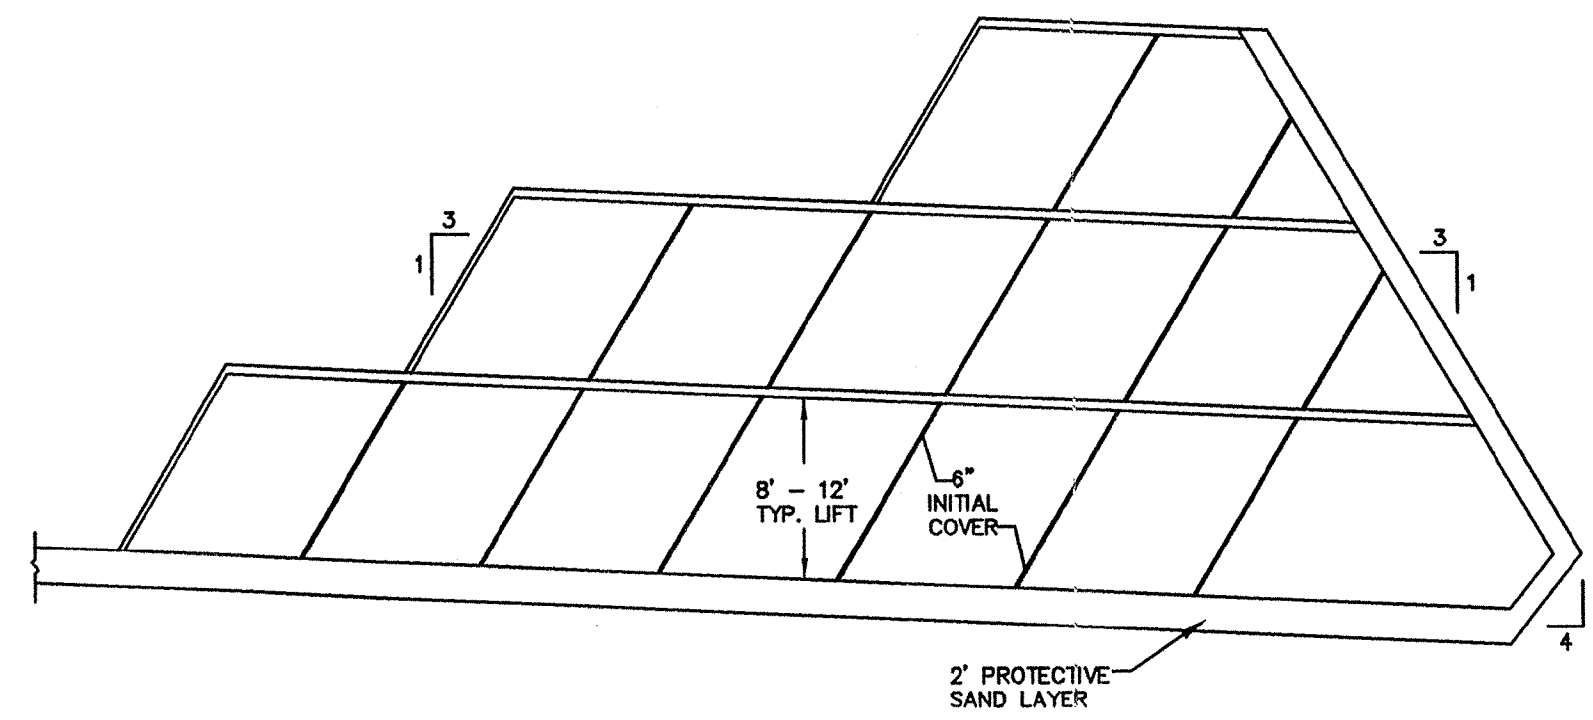 3
1
3
1
8' – 12'
TYP. LIFT
6"
INITIAL
COVER
4
2' PROTECTIVE
SAND LAYER